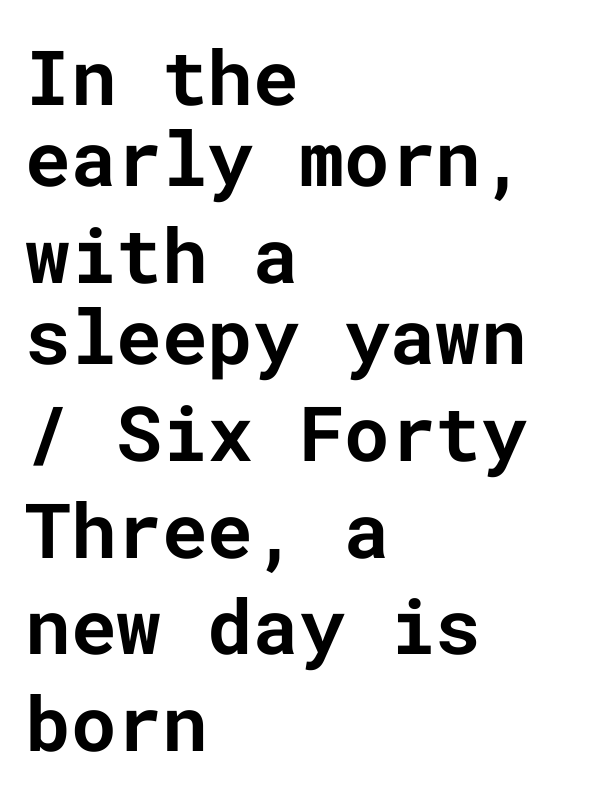 In the
early morn,
with a
sleepy yawn
/ Six Forty
Three, a
new day is
born